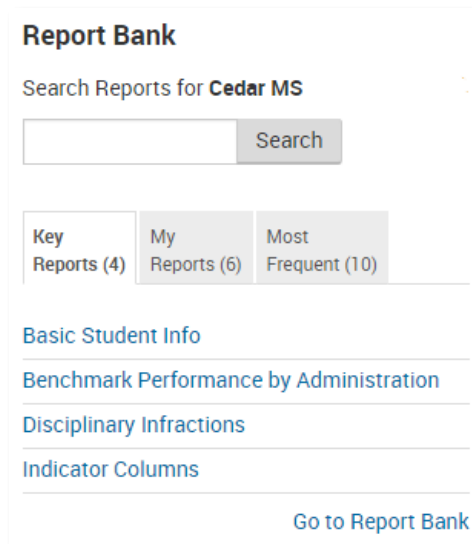 Report Bank
Search Reports for Cedar MS
Search
Key
Reports (4)
My
Reports (6)
Most
Frequent (10)
Basic Student Info
Benchmark Performance by Administration
Disciplinary Infractions
Indicator Columns
Go to Report Bank